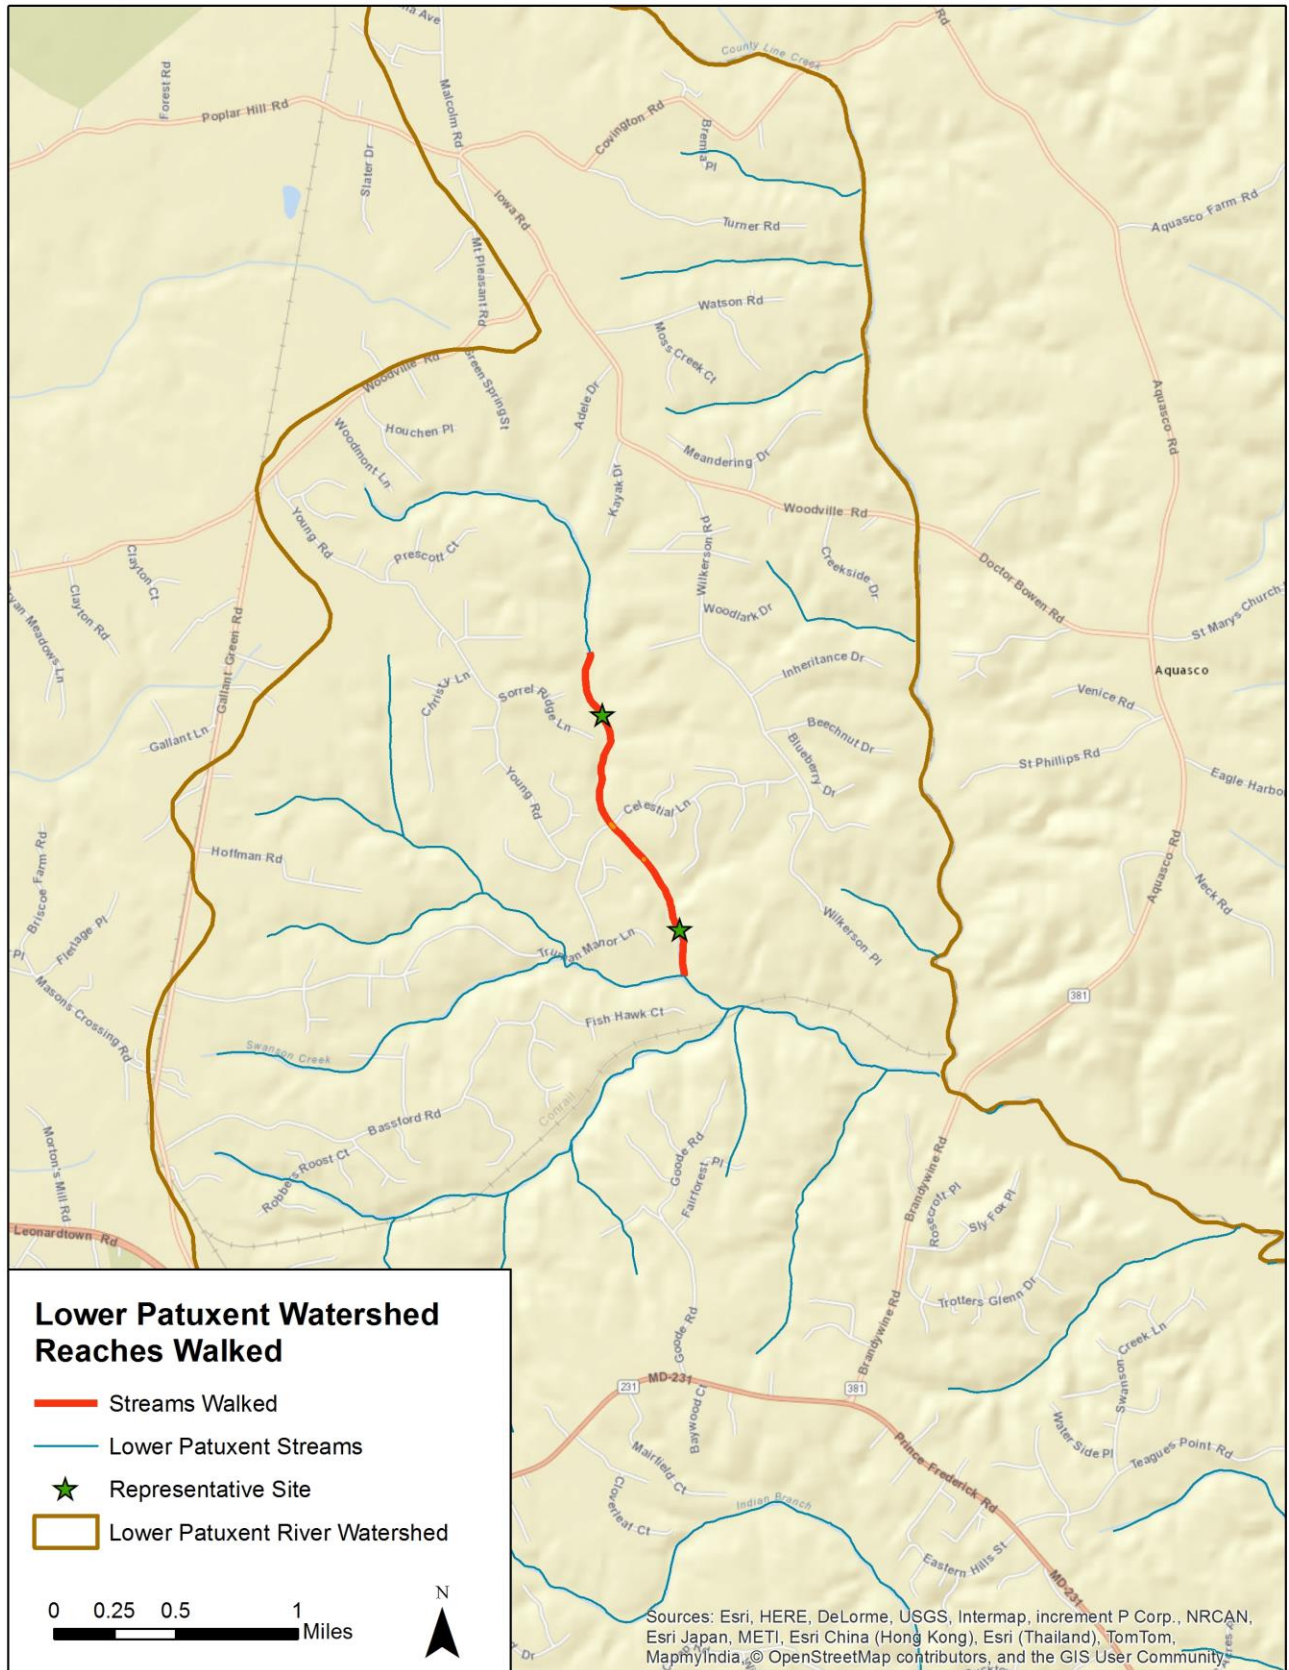 County Line Creek
Rd
Malcolm Rd
Forest Rd
Poplar Hill Rd
Covington Rd
Slater Dr
Pl
Iowa Rd
Turner Rd
Aquasco Farm Rd
Mt Pleasant Rd
Watson Rd
Moss Creek Ct
Woodville Rd
Green Spring St
Adele Dr
Aquasco Rd
Houchen Pl
Woodmont Ln
Meandering Dr
Kayak Dr
Woodville Rd
Young Rd
Prescott Ct
Wilkerson Rd
Creekside Dr
Doctor Bowen Rd
Clayton Ct
Clayton Rd
Woodlark Dr
St Marys Church
Gallant Green Rd
Inheritance Dr
Aquasco
Christy Ln
Sorrel Ridge Ln
Venice Rd
Gallant Ln
Beechnut Dr
Blueberry Dr
St Phillips Rd
Young Rd
Celestial Ln
Hoffman Rd
Briscoe Farm Rd
Aquasco Rd
Neck Rd
Flerlage Pl
Pl
Truman Manor Ln
Wilkerson Pl
Masons Crossing Rd
381
Fish Hawk Ct
Swanson Creek
Conrail
Bassford Rd
Morton's Mill Rd
Robbers Roost Ct
Goode Rd
Fairforest Pl
Brandywine Rd
Rosecroft Pl
Sly Fox Pl
Leonardtown Rd
Trotters Glenn Dr
Goode Rd
Brandywine Rd
Swanson Creek Ln
MD-231
231
381
Baywood Ct
Prince Frederick Rd
Water Side Pl
Teagues Point Rd
Mairfield Ct
Cloverleaf Ct
Indian Branch
Eastern Hills St
MD-231
Dr
Lower Patuxent Watershed
Reaches Walked
Streams Walked
Lower Patuxent Streams
Representative Site
Lower Patuxent River Watershed
0 0.25 0.5 1
Miles
N
Sources: Esri, HERE, DeLorme, USGS, Intermap, increment P Corp., NRCAN,
Esri Japan, METI, Esri China (Hong Kong), Esri (Thailand), TomTom,
MapmyIndia, © OpenStreetMap contributors, and the GIS User Community